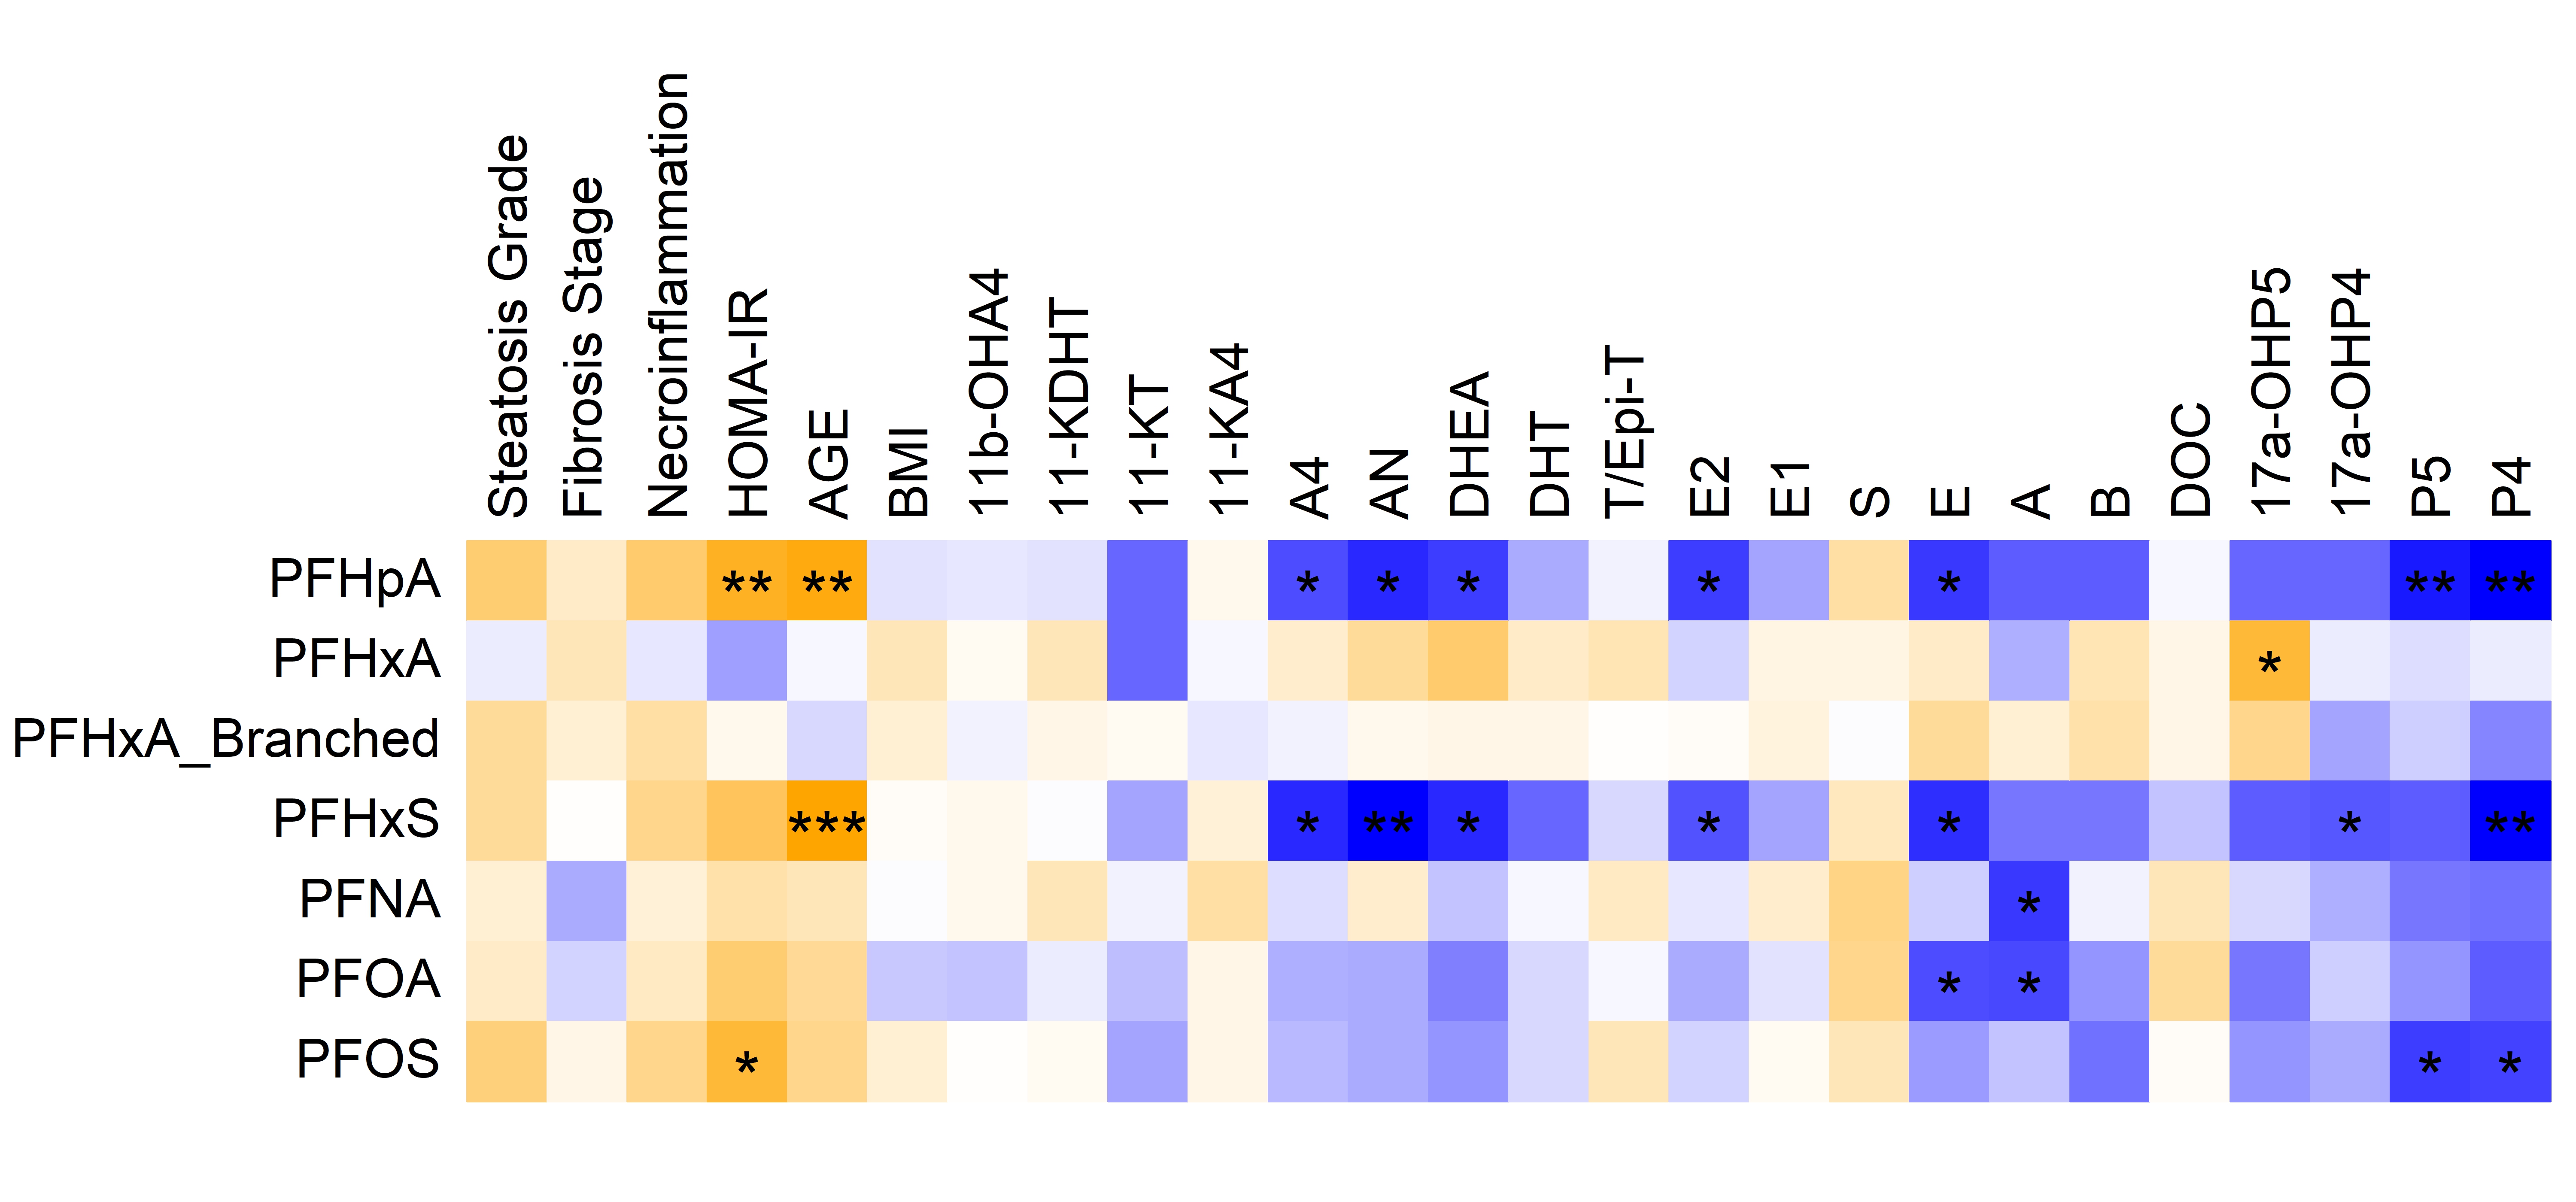 Steatosis Grade
Fibrosis Stage
Necroinflammation
HOMA-IR
AGE
BMI
11b-OHA4
11-KDHT
11-KT
11-KA4
A4
AN
DHEA
DHT
T/Epi-T
E2
E1
S
E
A
B
DOC
17a-OHP5
17a-OHP4
P5
P4
PFHpA ** ** * * * * * ** **
PFHxA *
PFHxA_Branched
PFHxS *** * ** * * * * **
PFNA *
PFOA * *
PFOS * * *